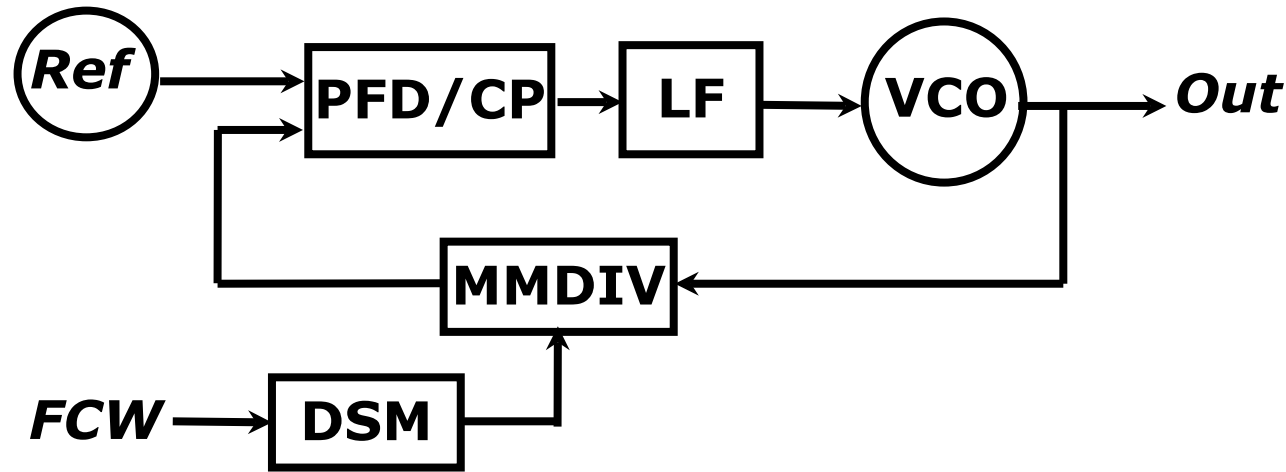 Ref
PFD/CP
LF
VCO
Out
MMDIV
FCW
DSM